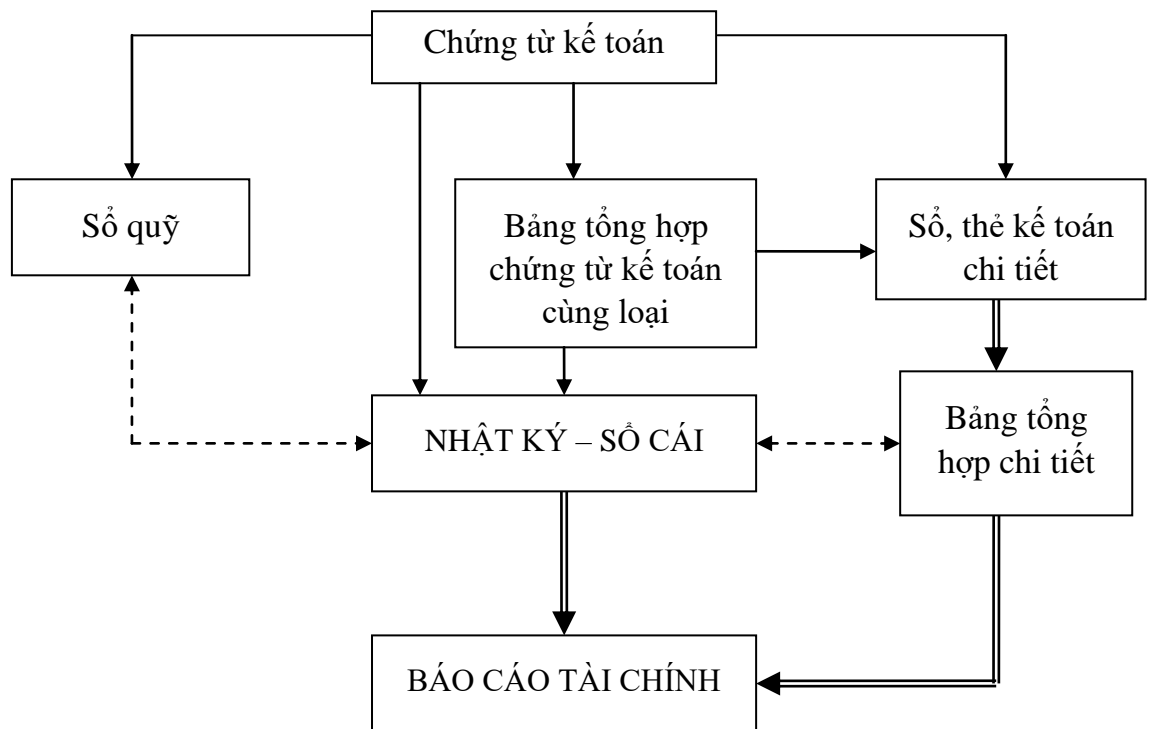 Chứng từ kế toán
Sổ quỹ
Bảng tổng hợp
chứng từ kế toán
cùng loại
Sổ, thẻ kế toán
chi tiết
NHẬT KÝ – SỔ CÁI
Bảng tổng
hợp chi tiết
BÁO CÁO TÀI CHÍNH